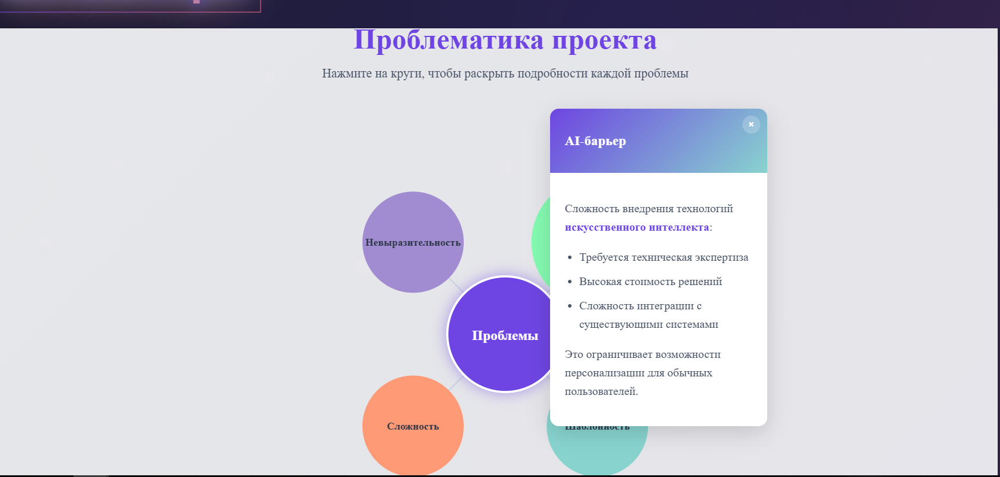 Проблематика проекта
Нажмите на круги, чтобы раскрыть подробности каждой проблемы
AI-барьер
Сложность внедрения технологий
искусственного интеллекта:
• Требуется техническая экспертиза
• Высокая стоимость решений
• Сложность интеграции с
существующими системами
Это ограничивает возможности
персонализации для обычных
пользователей.
Невыразительность
Проблемы
Сложность
Шаблонность